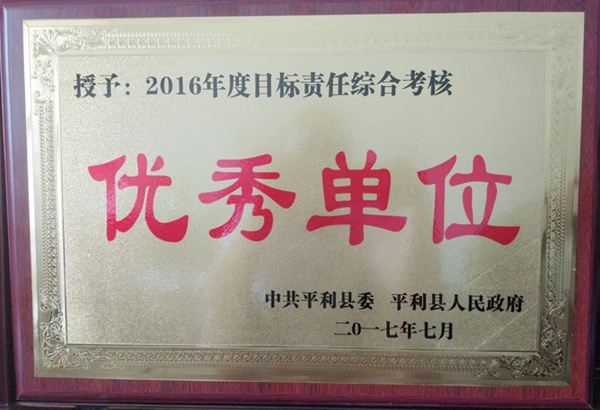 授予：2016年度目标责任综合考核
优秀单位
中共平利县委 平利县人民政府
二0一七年七月